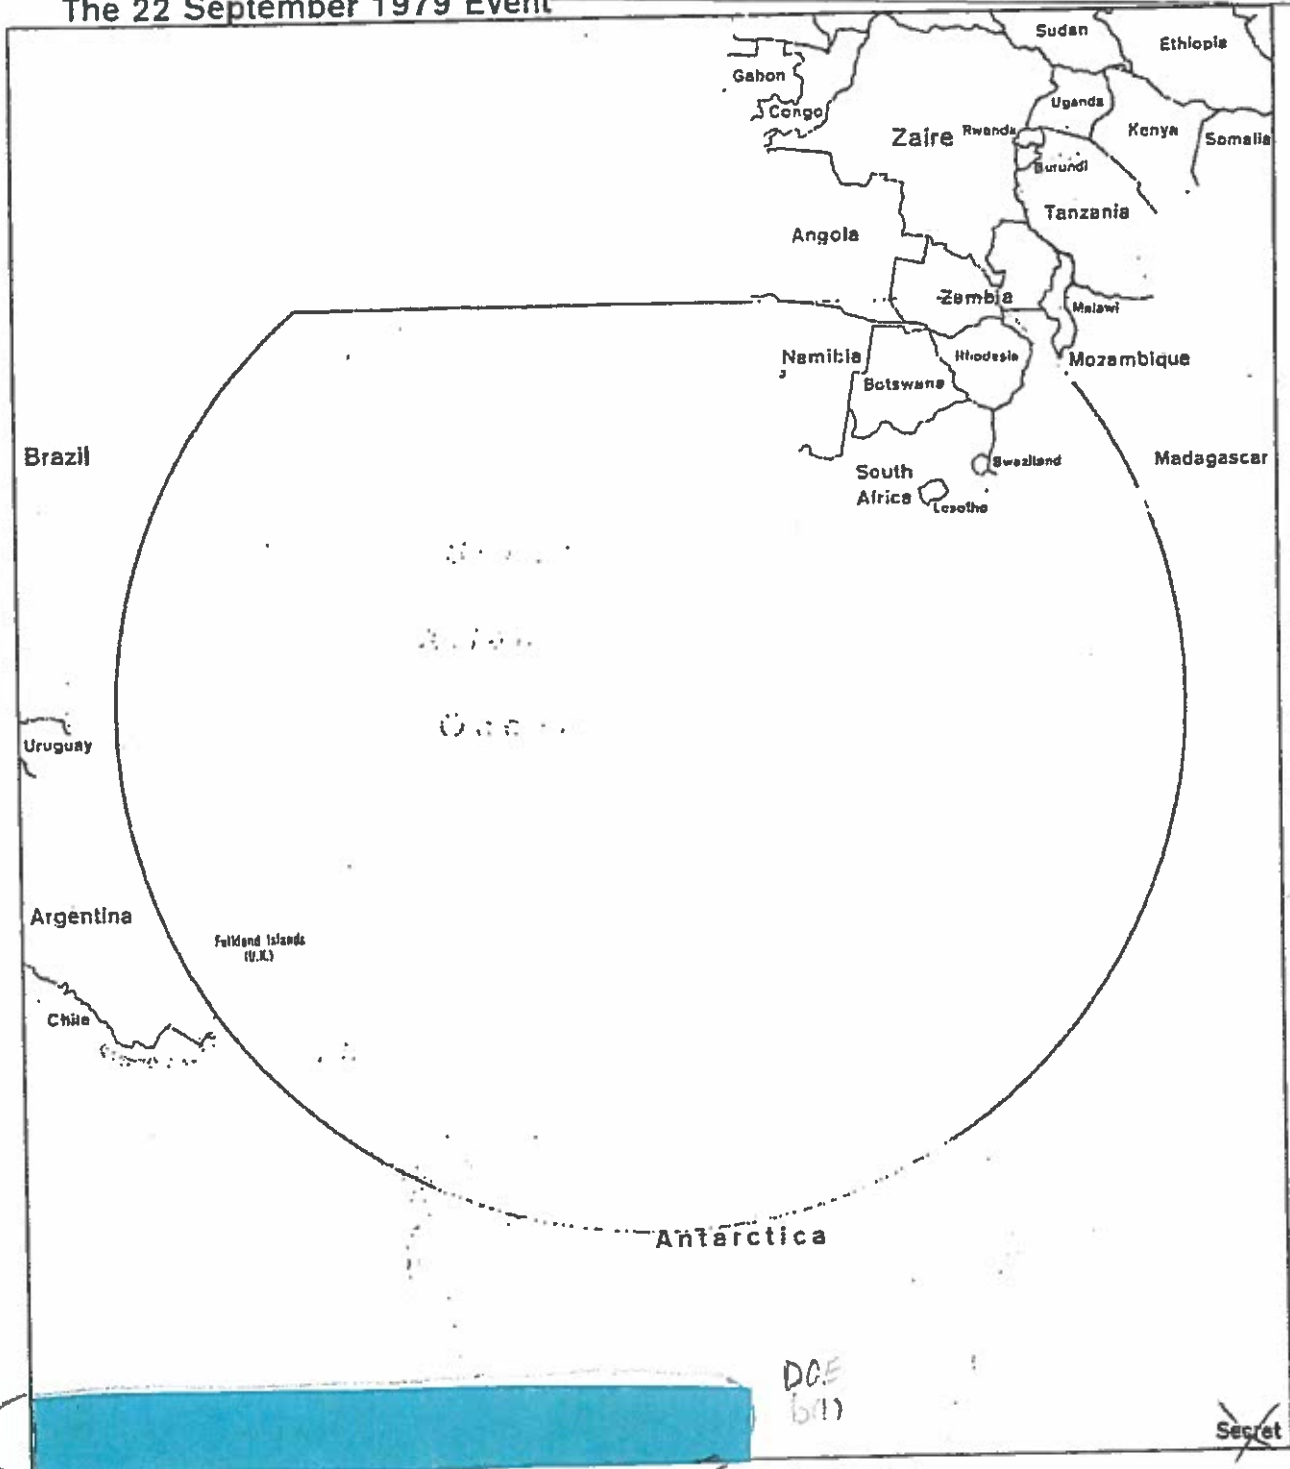 The 22 September 1979 Event
Sudan
Ethiopia
Gabon
Uganda
Congo
Zaire
Rwanda
Kenya
Somalia
Burundi
Tanzania
Angola
Zambia
Malawi
Namibia
Rhodesia
Mozambique
Botswana
Brazil
Madagascar
Swaziland
South
Africa
Lesotho
Uruguay
Argentina
Falkland Islands
(U.K.)
Chile
Antarctica
DOE
b(1)
Secret